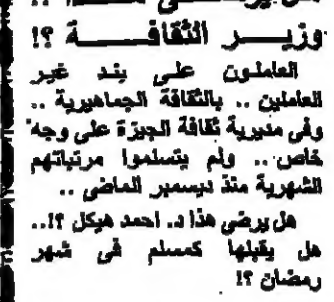 وزيـــر الثقافـــــة ؟!
العاملون على بند غير
العاملين .. بالثقافة الجماهيرية ..
وفى مديرية ثقافة الجيزة على وجه
خاص .. ولم يتسلموا مرتباتهم
الشهرية منذ ديسمبر الماضى ..
هل يرضى هذا د. احمد هيكل ؟!..
هل يقبلها كمسلم فى شهر
رمضان ؟!